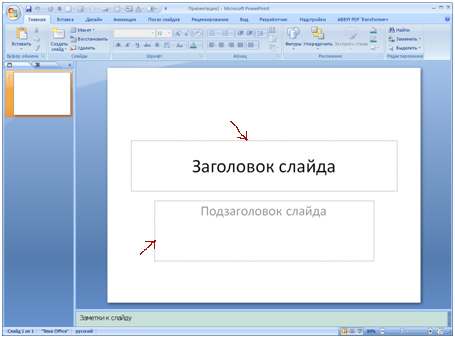 Презентация1 - Microsoft PowerPoint
Главная Вставка Дизайн Анимация Показ слайдов Рецензирование Вид Разработчик Надстройки ABBYY PDF Transformer+
Вставить Создать слайд Макет Восстановить Удалить Фигуры Упорядочить Экспресс-стили Найти Заменить Выделить
Буфер обмена Слайды Шрифт Абзац Рисование Редактирование
Заголовок слайда
Подзаголовок слайда
Заметки к слайду
Слайд 1 из 1 "Тема Office" русский 80%